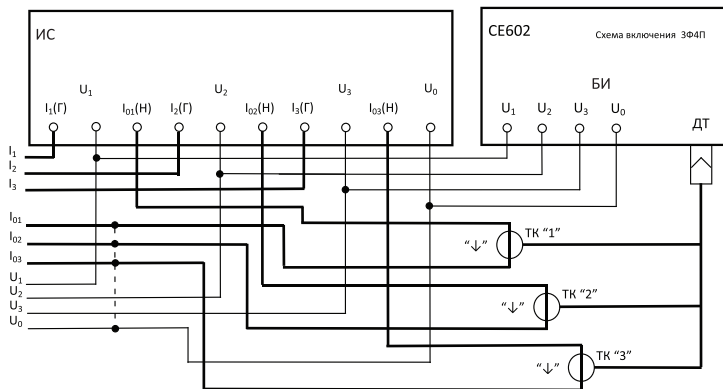 ИС
CE602
Схема включения 3Ф4П
БИ
U₁
U₂
U₃
U₀
I₁(Г)
I₀₁(Н)
I₂(Г)
I₀₂(Н)
I₃(Г)
I₀₃(Н)
U₁
U₂
U₃
U₀
ДТ
I₁
I₂
I₃
I₀₁
I₀₂
I₀₃
U₁
U₂
U₃
U₀
"↓"
ТК "1"
"↓"
ТК "2"
"↓"
ТК "3"